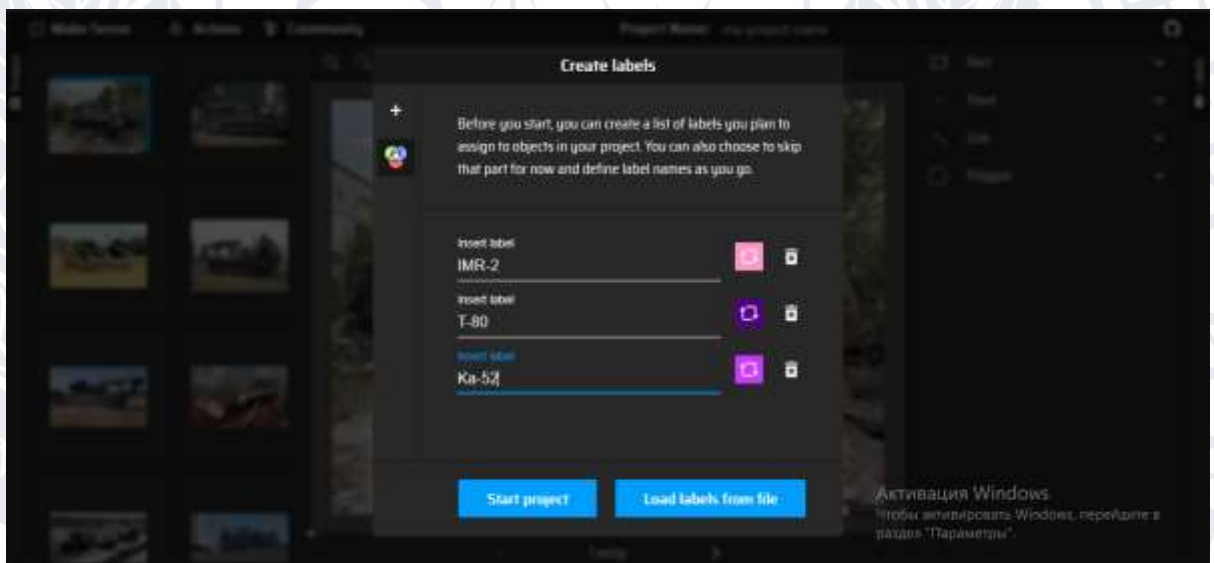 Make Sense
Actions
Community
Project Name: my-project-name
Create labels
Before you start, you can create a list of labels you plan to
assign to objects in your project. You can also choose to skip
that part for now and define label names as you go.
Insert label
IMR-2
Insert label
T-80
Insert label
Ka-52
Start project
Load labels from file
Rect
Point
Line
Polygon
Активация Windows
Чтобы активировать Windows, перейдите в
раздел "Параметры".